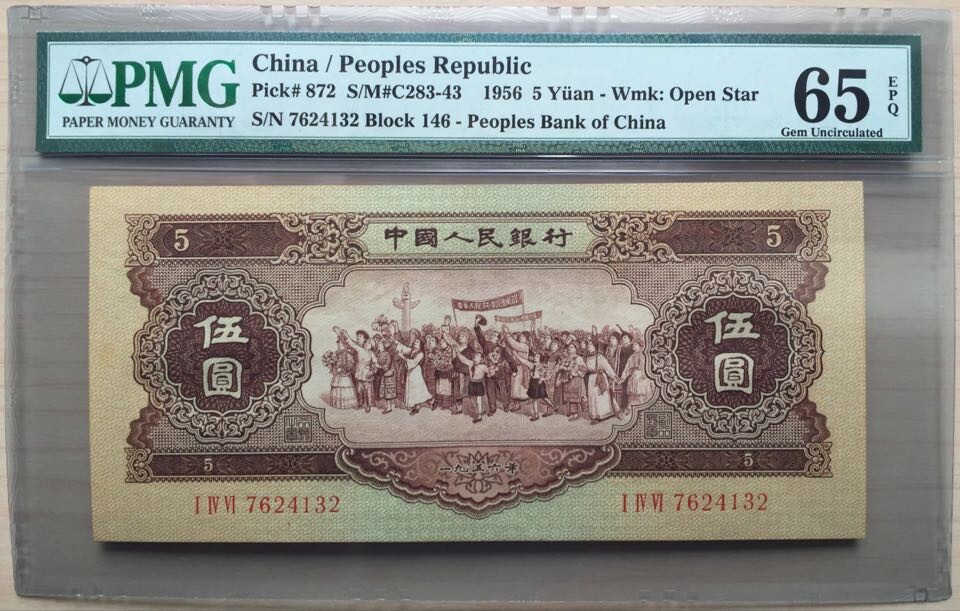 PMG
PAPER MONEY GUARANTY
China / Peoples Republic
Pick# 872 S/M#C283-43 1956 5 Yüan - Wmk: Open Star
S/N 7624132 Block 146 - Peoples Bank of China
65 EPQ
Gem Uncirculated
5 中國人民銀行 5
伍圓
伍圓
5 一九五六年 5
I IV VI 7624132
I IV VI 7624132